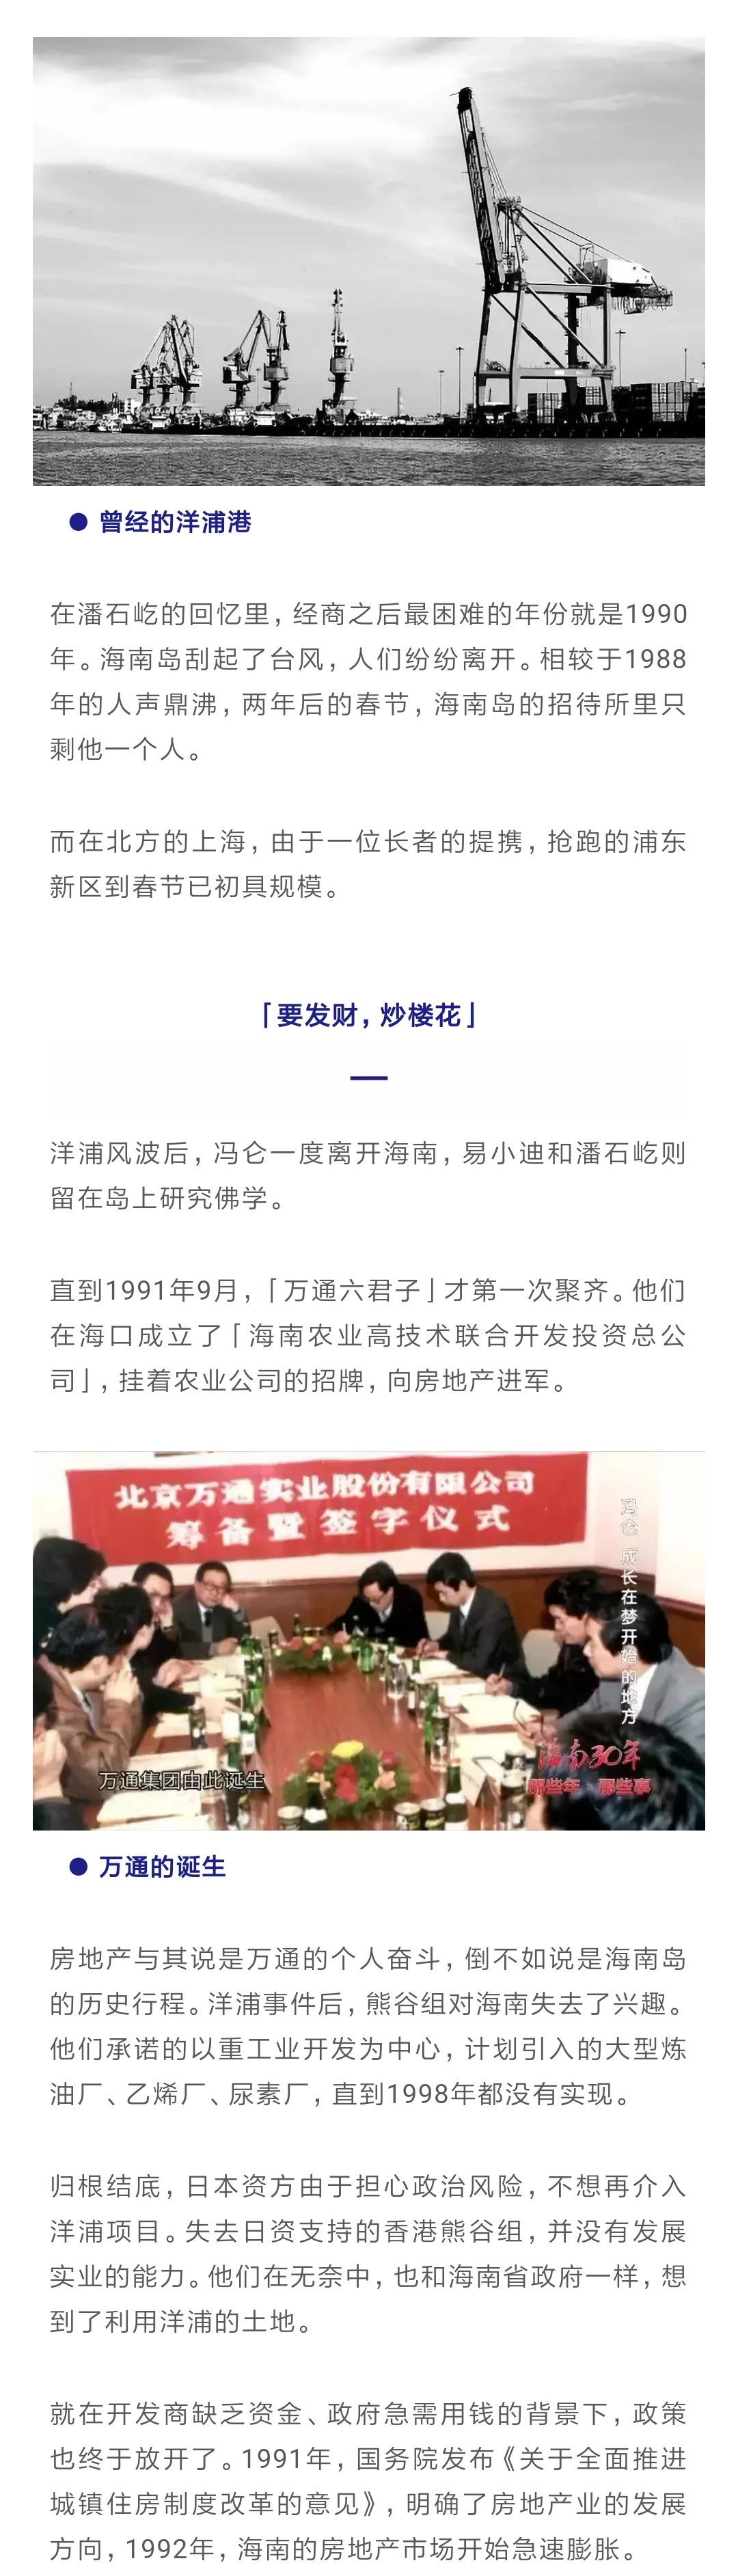 ● 曾经的洋浦港
在潘石屹的回忆里，经商之后最困难的年份就是1990
年。海南岛刮起了台风，人们纷纷离开。相较于1988
年的人声鼎沸，两年后的春节，海南岛的招待所里只
剩他一个人。
而在北方的上海，由于一位长者的提携，抢跑的浦东
新区到春节已初具规模。
「要发财，炒楼花」
洋浦风波后，冯仑一度离开海南，易小迪和潘石屹则
留在岛上研究佛学。
直到1991年9月，「万通六君子」才第一次聚齐。他们
在海口成立了「海南农业高技术联合开发投资总公
司」，挂着农业公司的招牌，向房地产进军。
北京万通实业股份有限公司
筹备暨签字仪式
冯仑 成长在梦开始的地方
海南30年
那些年 那些事
万通集团由此诞生
● 万通的诞生
房地产与其说是万通的个人奋斗，倒不如说是海南岛
的历史行程。洋浦事件后，熊谷组对海南失去了兴趣。
他们承诺的以重工业开发为中心，计划引入的大型炼
油厂、乙烯厂、尿素厂，直到1998年都没有实现。
归根结底，日本资方由于担心政治风险，不想再介入
洋浦项目。失去日资支持的香港熊谷组，并没有发展
实业的能力。他们在无奈中，也和海南省政府一样，想
到了利用洋浦的土地。
就在开发商缺乏资金、政府急需用钱的背景下，政策
也终于放开了。1991年，国务院发布《关于全面推进
城镇住房制度改革的意见》，明确了房地产业的发展
方向，1992年，海南的房地产市场开始急速膨胀。